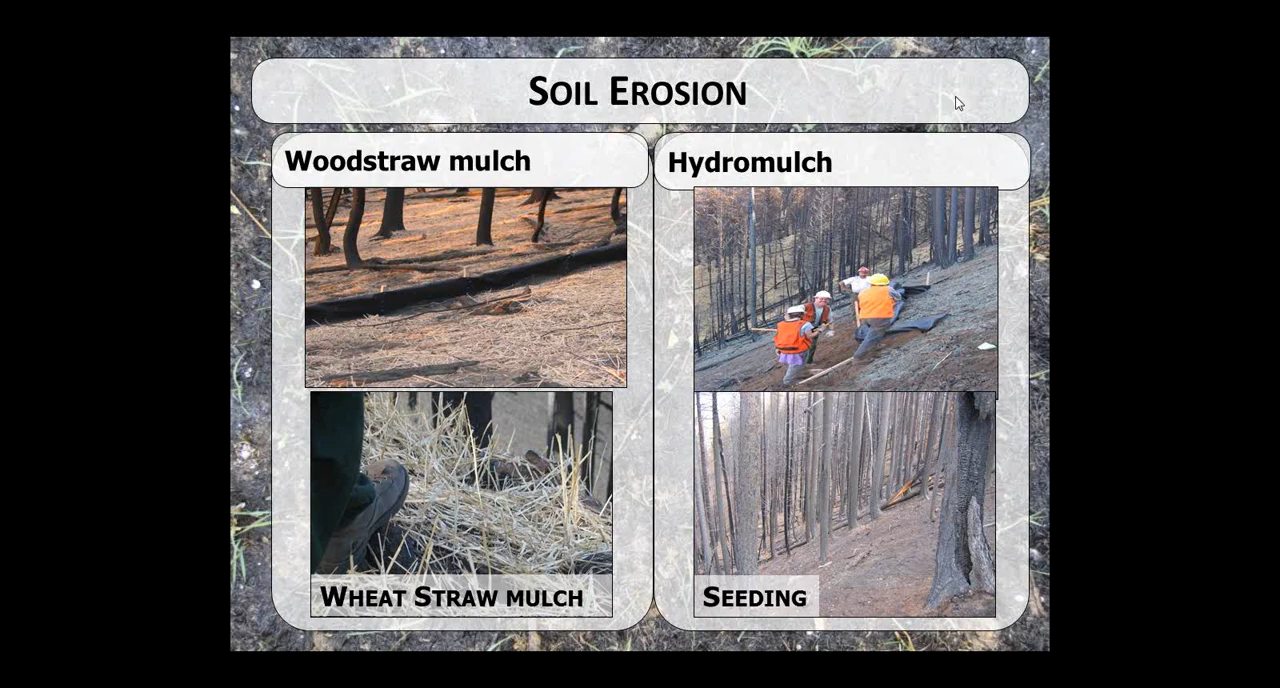 SOIL EROSION
Woodstraw mulch
Hydromulch
WHEAT STRAW MULCH
SEEDING